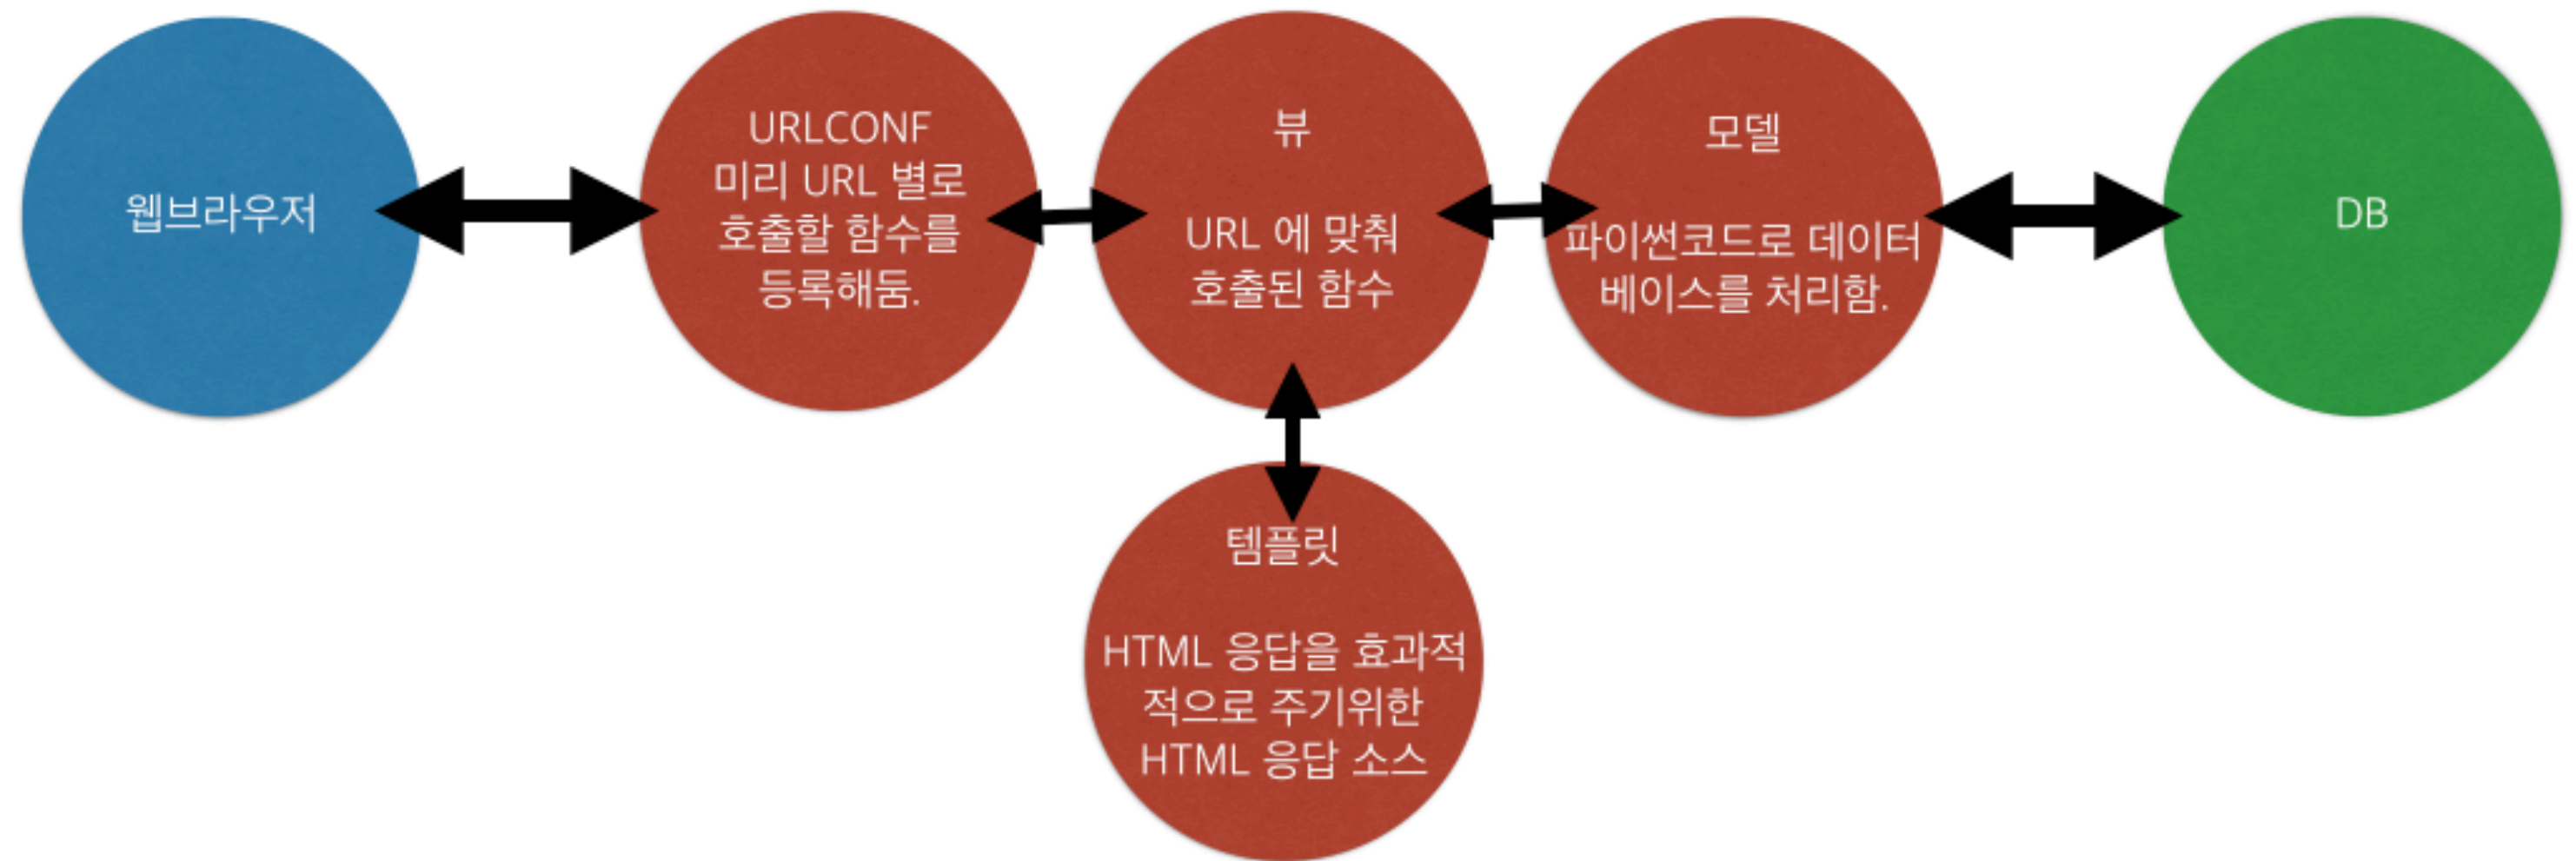 웹브라우저
URLCONF
미리 URL 별로
호출할 함수를
등록해둠.
뷰
URL 에 맞춰
호출된 함수
모델
파이썬코드로 데이터
베이스를 처리함.
DB
템플릿
HTML 응답을 효과적
적으로 주기위한
HTML 응답 소스